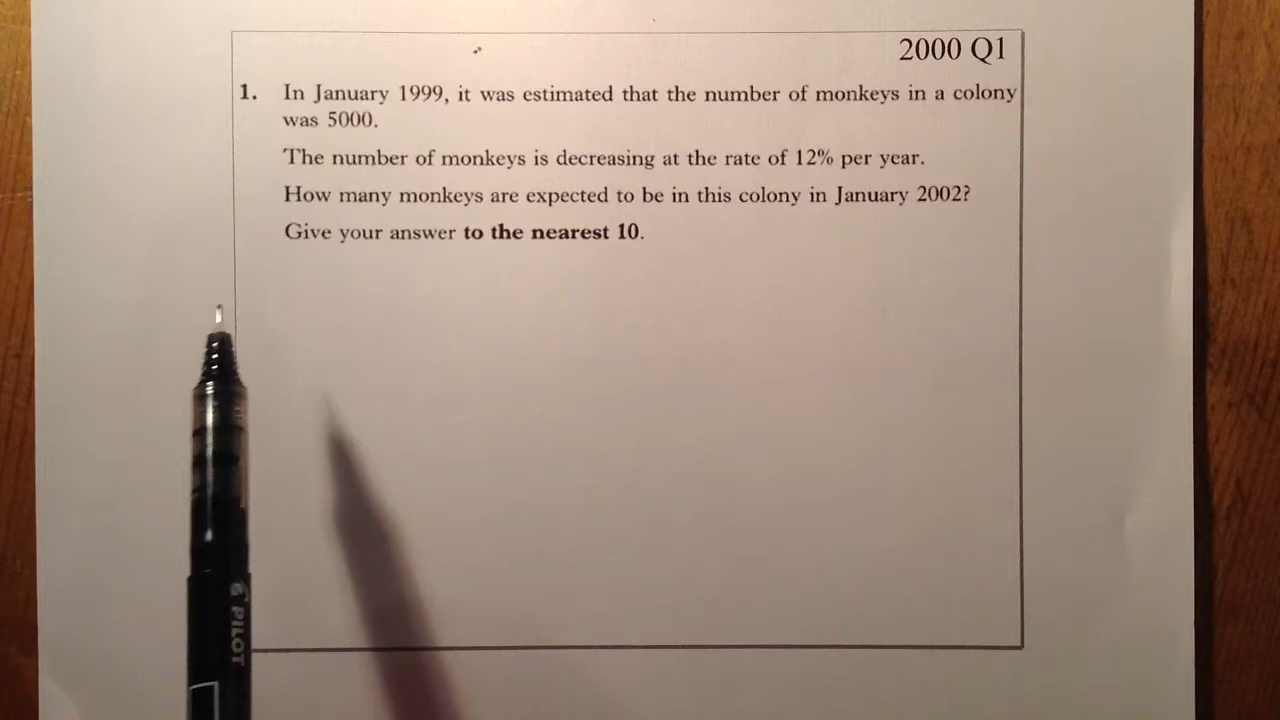 2000 Q1
1. In January 1999, it was estimated that the number of monkeys in a colony
was 5000.
The number of monkeys is decreasing at the rate of 12% per year.
How many monkeys are expected to be in this colony in January 2002?
Give your answer to the nearest 10.
PILOT